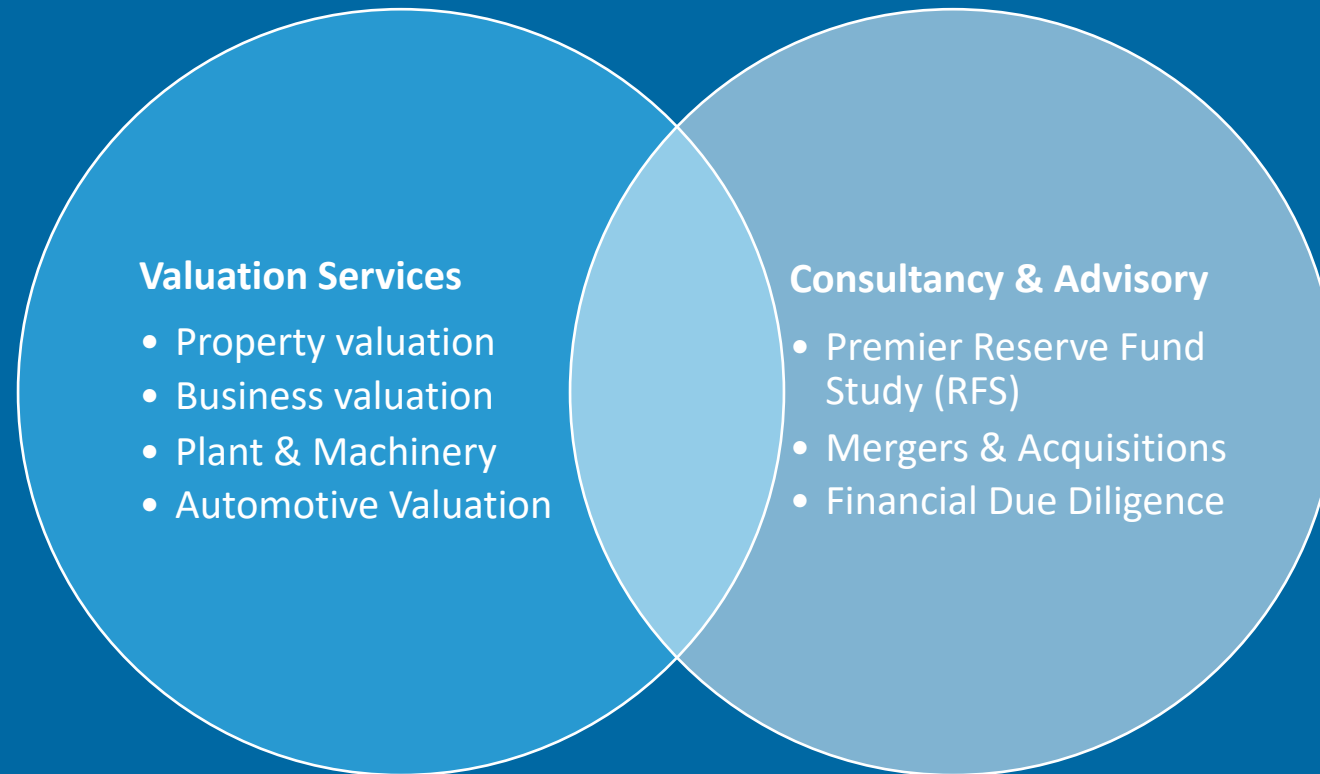 Valuation Services
• Property valuation
• Business valuation
• Plant & Machinery
• Automotive Valuation
Consultancy & Advisory
• Premier Reserve Fund
Study (RFS)
• Mergers & Acquisitions
• Financial Due Diligence